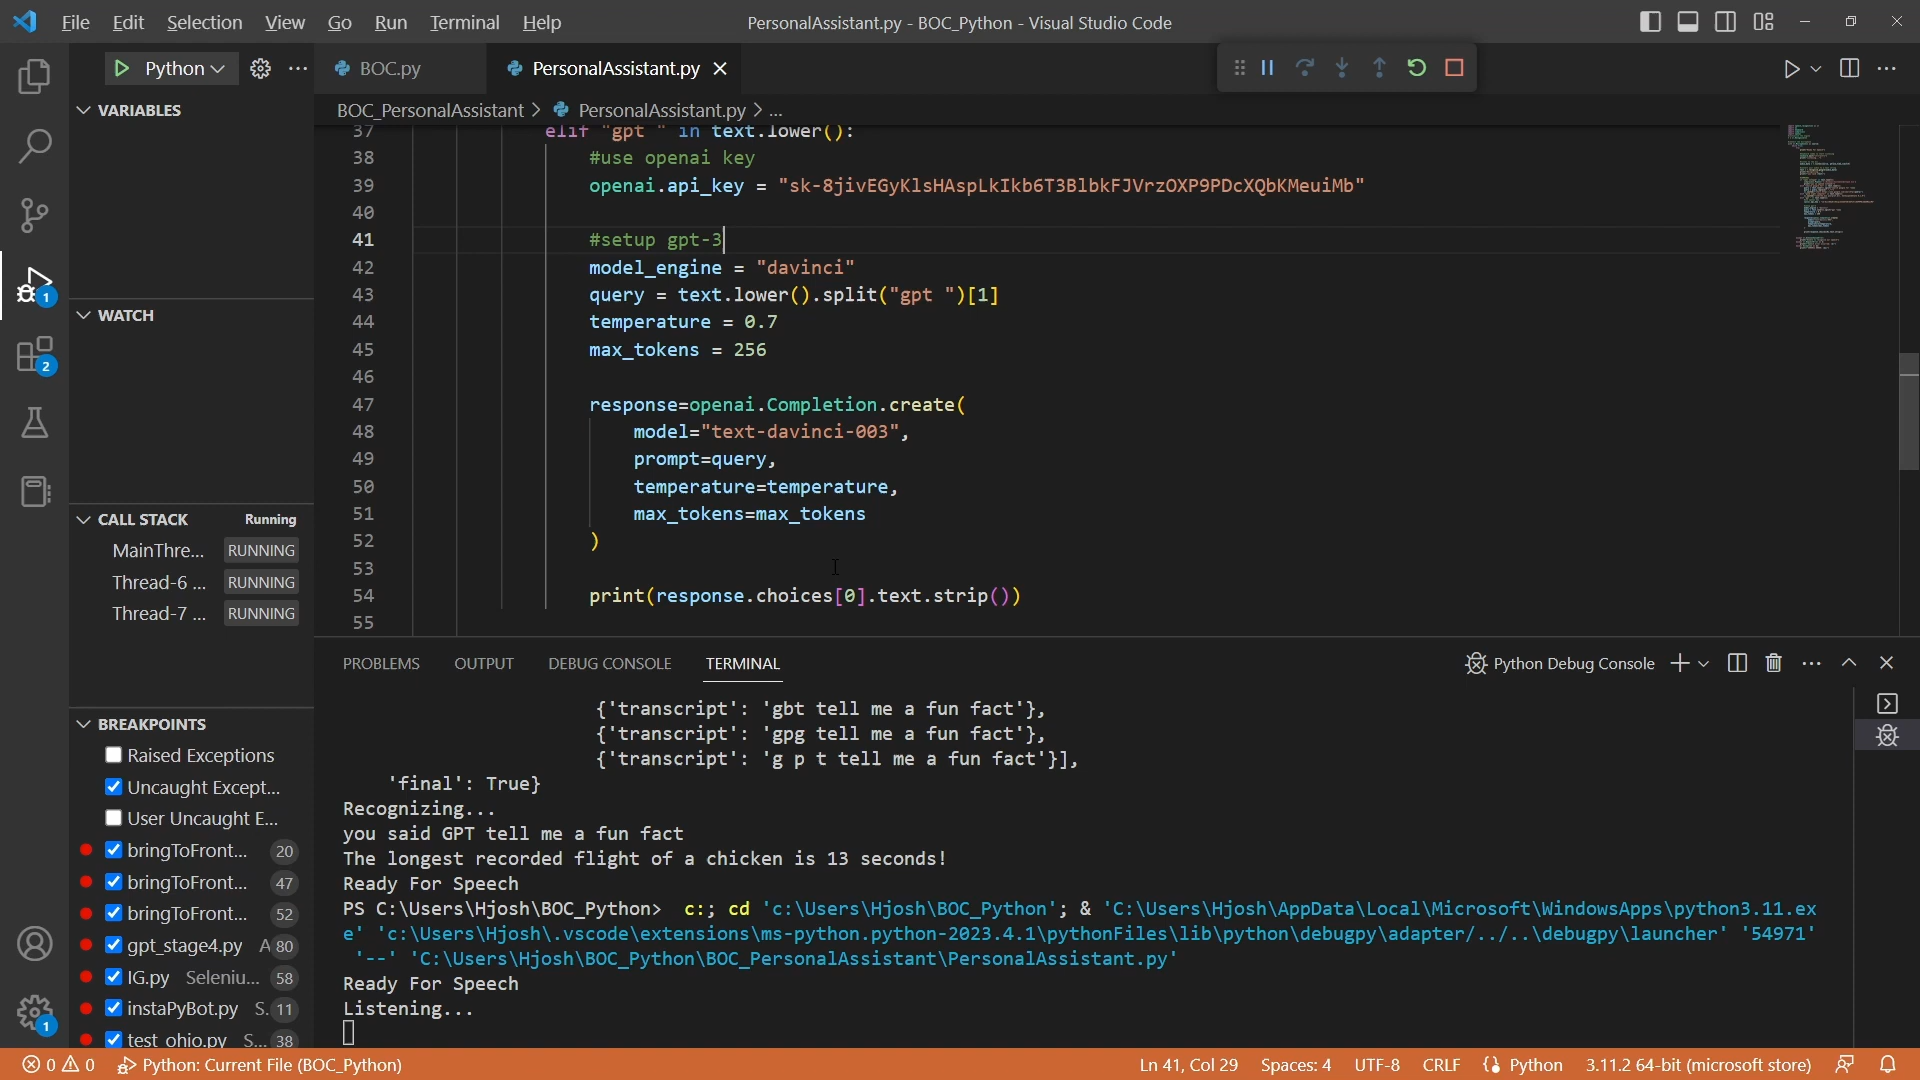 File Edit Selection View Go Run Terminal Help
PersonalAssistant.py - BOC_Python - Visual Studio Code
Python
BOC.py
PersonalAssistant.py
VARIABLES
BOC_PersonalAssistant > PersonalAssistant.py > ...
37 elif "gpt " in text.lower():
38 #use openai key
39 openai.api_key = "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"
40
41 #setup gpt-3
42 model_engine = "davinci"
43 query = text.lower().split("gpt ")[1]
44 temperature = 0.7
45 max_tokens = 256
46
47 response=openai.Completion.create(
48 model="text-davinci-003",
49 prompt=query,
50 temperature=temperature,
51 max_tokens=max_tokens
52 )
53
54 print(response.choices[0].text.strip())
55
1
2
1
WATCH
CALL STACK Running
MainThre... RUNNING
Thread-6 ... RUNNING
Thread-7 ... RUNNING
BREAKPOINTS
Raised Exceptions
Uncaught Except...
User Uncaught E...
bringToFront... 20
bringToFront... 47
bringToFront... 52
gpt_stage4.py A 80
IG.py Seleniu... 58
instaPyBot.py S. 11
test_ohio.py S... 38
PROBLEMS OUTPUT DEBUG CONSOLE TERMINAL
Python Debug Console
{'transcript': 'gbt tell me a fun fact'},
{'transcript': 'gpg tell me a fun fact'},
{'transcript': 'g p t tell me a fun fact'}],
'final': True}
Recognizing...
you said GPT tell me a fun fact
The longest recorded flight of a chicken is 13 seconds!
Ready For Speech
PS C:\Users\Hjosh\BOC_Python> c:; cd 'c:\Users\Hjosh\BOC_Python'; & 'C:\Users\Hjosh\AppData\Local\Microsoft\WindowsApps\python3.11.ex
e' 'c:\Users\Hjosh\.vscode\extensions\ms-python.python-2023.4.1\pythonFiles\lib\python\debugpy\adapter/../..\debugpy\launcher' '54971'
'--' 'C:\Users\Hjosh\BOC_Python\BOC_PersonalAssistant\PersonalAssistant.py'
Ready For Speech
Listening...
0 0 Python: Current File (BOC_Python)
Ln 41, Col 29 Spaces: 4 UTF-8 CRLF Python 3.11.2 64-bit (microsoft store)